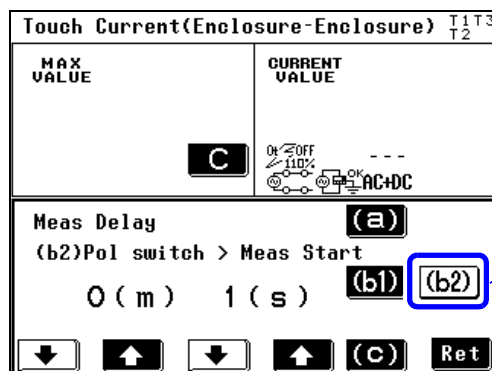 Touch Current(Enclosure-Enclosure) T1T3
T2
MAX
VALUE
CURRENT
VALUE
C
OFF
110%
---
OK
AC+DC
Meas Delay
(a)
(b2)Pol switch > Meas Start
0(m) 1(s)
(b1) (b2)
(c) Ret